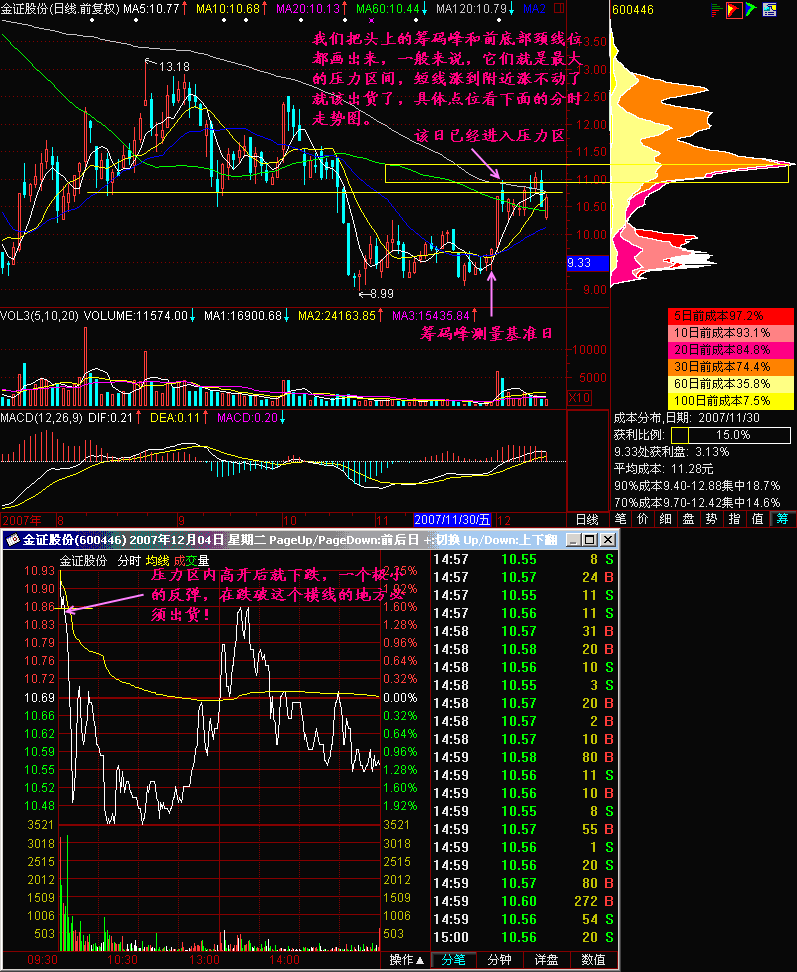 金证股份(日线.前复权) MA5:10.77↑ MA10:10.68↑ MA20:10.13↑ MA60:10.44↓ MA120:10.79↓ MA2
600446
我们把头上的筹码峰和前底部颈线位
都画出来，一般来说，它们就是最大
的压力区间，短线涨到附近涨不动了
就该出货了，具体点位看下面的分时
走势图。
该日已经进入压力区
13.18
13.50
13.00
12.50
12.00
11.50
11.00
10.50
10.00
9.33
9.00
8.99
筹码峰测量基准日
VOL3(5,10,20) VOLUME:11574.00↓ MA1:16900.68↓ MA2:24163.85↑ MA3:15435.84↑
10000
5000
X10
MACD(12,26,9) DIF:0.21↑ DEA:0.11↑ MACD:0.20↓
2007年 8 9 10 11 2007/11/30/五 12 日线
5日前成本97.2%
10日前成本93.1%
20日前成本84.8%
30日前成本74.4%
60日前成本35.8%
100日前成本7.5%
成本分布,日期: 2007/11/30
获利比例: 15.0%
9.33处获利盘: 3.13%
平均成本: 11.28元
90%成本9.40-12.88集中18.7%
70%成本9.70-12.42集中14.6%
笔 价 细 盘 势 指 值 筹
金证股份(600446) 2007年12月04日 星期二 PageUp/PageDown:前后日 +:切换 Up/Down:上下翻
金证股份 分时 均线 成交量
压力区内高开后就下跌，一个极小
的反弹，在跌破这个横线的地方必
须出货！
10.93 2.25%
10.90 1.92%
10.86 1.60%
10.83 1.28%
10.79 0.96%
10.76 0.64%
10.72 0.32%
10.69 0.00%
10.66 0.32%
10.62 0.64%
10.59 0.96%
10.55 1.28%
10.52 1.60%
10.48 1.92%
3521 3521
3018 3018
2515 2515
2012 2012
1509 1509
1006 1006
503 503
09:30 10:30 13:00 14:00 操作▲
14:57 10.55 8 S
14:57 10.57 24 B
14:57 10.55 11 S
14:57 10.56 11 S
14:58 10.57 31 B
14:58 10.58 20 B
14:58 10.56 10 S
14:58 10.55 3 S
14:58 10.57 20 B
14:58 10.57 2 B
14:58 10.57 10 B
14:59 10.58 80 B
14:59 10.56 11 S
14:59 10.56 10 B
14:59 10.55 8 S
14:59 10.57 55 B
14:59 10.56 1 S
14:59 10.56 20 S
14:59 10.57 80 B
14:59 10.60 272 B
14:59 10.56 54 S
15:00 10.56 20 S
分笔 分钟 详盘 数值